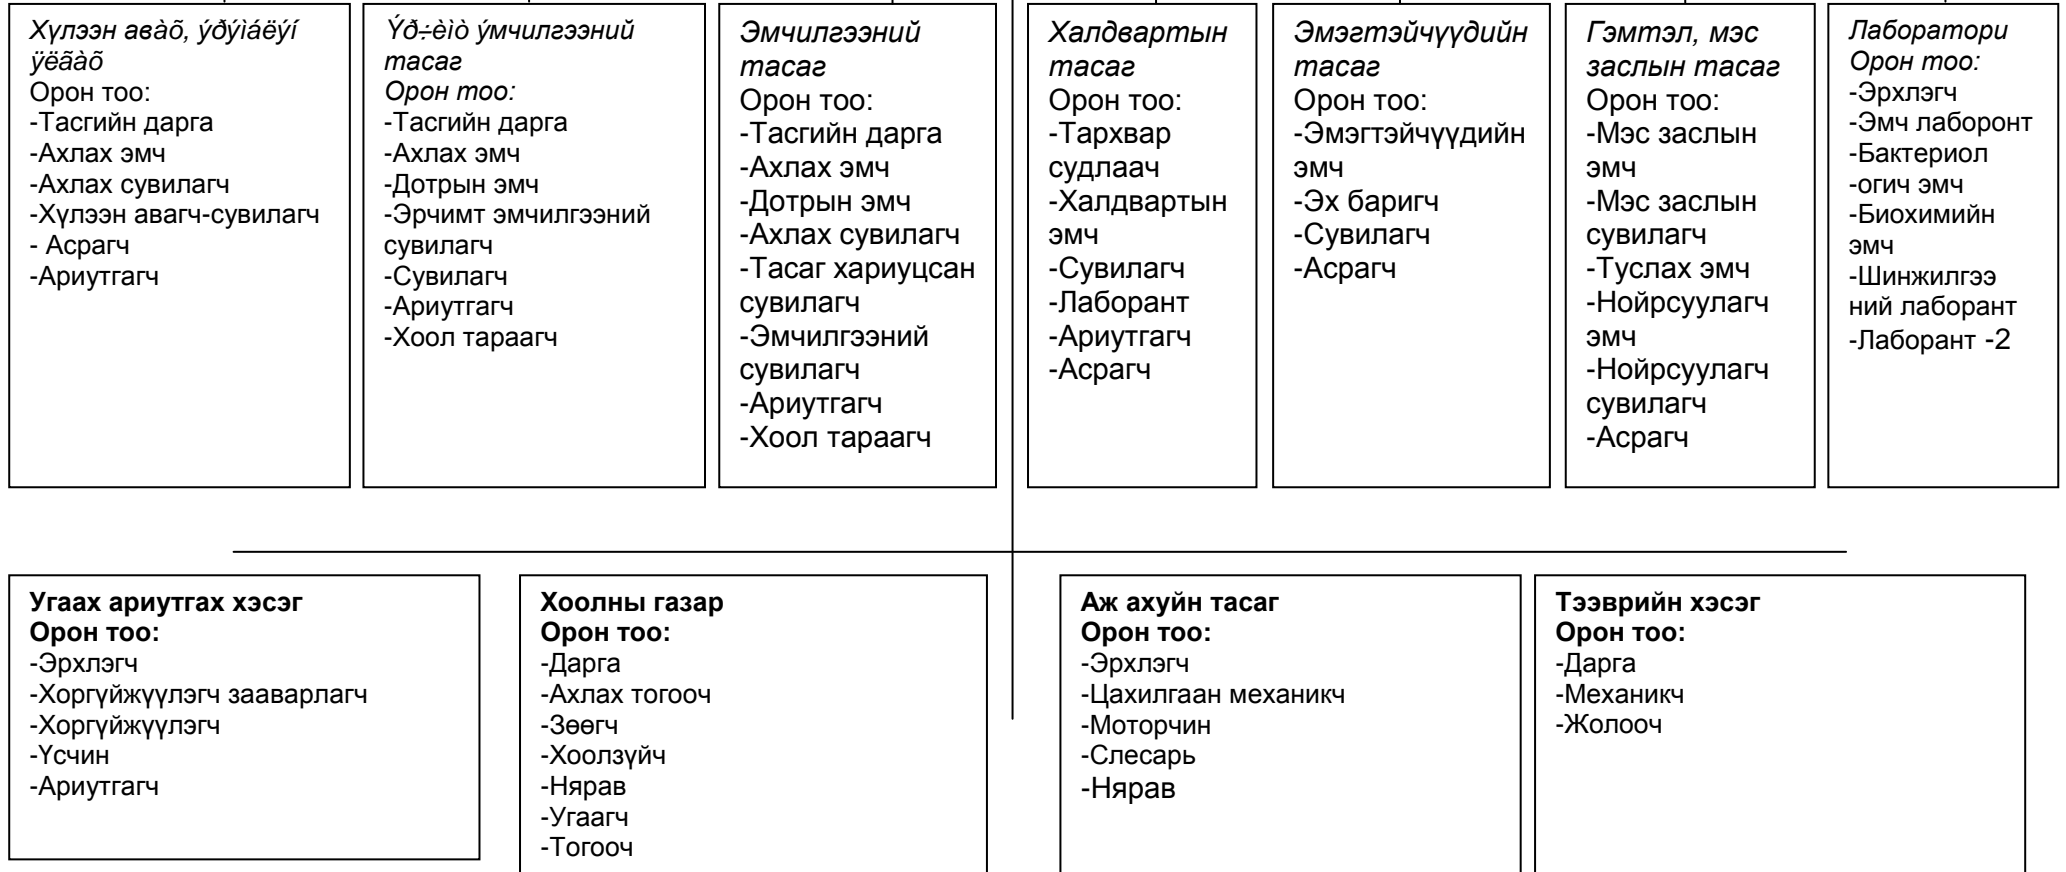 Хүлээн авàõ, ýðýìáëýí
ÿëãàõ
Орон тоо:
-Тасгийн дарга
-Ахлах эмч
-Ахлах сувилагч
-Хүлээн авагч-сувилагч
- Асрагч
-Ариутгагч
Ýð÷èìò ýмчилгээний
тасаг
Орон тоо:
-Тасгийн дарга
-Ахлах эмч
-Дотрын эмч
-Эрчимт эмчилгээний
сувилагч
-Сувилагч
-Ариутгагч
-Хоол тараагч
Эмчилгээний
тасаг
Орон тоо:
-Тасгийн дарга
-Ахлах эмч
-Дотрын эмч
-Ахлах сувилагч
-Тасаг хариуцсан
сувилагч
-Эмчилгээний
сувилагч
-Ариутгагч
-Хоол тараагч
Халдвартын
тасаг
Орон тоо:
-Тархвар
судлаач
-Халдвартын
эмч
-Сувилагч
-Лаборант
-Ариутгагч
-Асрагч
Эмэгтэйчүүдийн
тасаг
Орон тоо:
-Эмэгтэйчүүдийн
эмч
-Эх баригч
-Сувилагч
-Асрагч
Гэмтэл, мэс
заслын тасаг
Орон тоо:
-Мэс заслын
эмч
-Мэс заслын
сувилагч
-Туслах эмч
-Нойрсуулагч
эмч
-Нойрсуулагч
сувилагч
-Асрагч
Лаборатори
Орон тоо:
-Эрхлэгч
-Эмч лаборонт
-Бактериол
-огич эмч
-Биохимийн
эмч
-Шинжилгээ
ний лаборант
-Лаборант -2
Угаах ариутгах хэсэг
Орон тоо:
-Эрхлэгч
-Хоргүйжүүлэгч зааварлагч
-Хоргүйжүүлэгч
-Үсчин
-Ариутгагч
Хоолны газар
Орон тоо:
-Дарга
-Ахлах тогооч
-Зөөгч
-Хоолзүйч
-Нярав
-Угаагч
-Тогооч
Аж ахуйн тасаг
Орон тоо:
-Эрхлэгч
-Цахилгаан механикч
-Моторчин
-Слесарь
-Нярав
Тээврийн хэсэг
Орон тоо:
-Дарга
-Механикч
-Жолооч